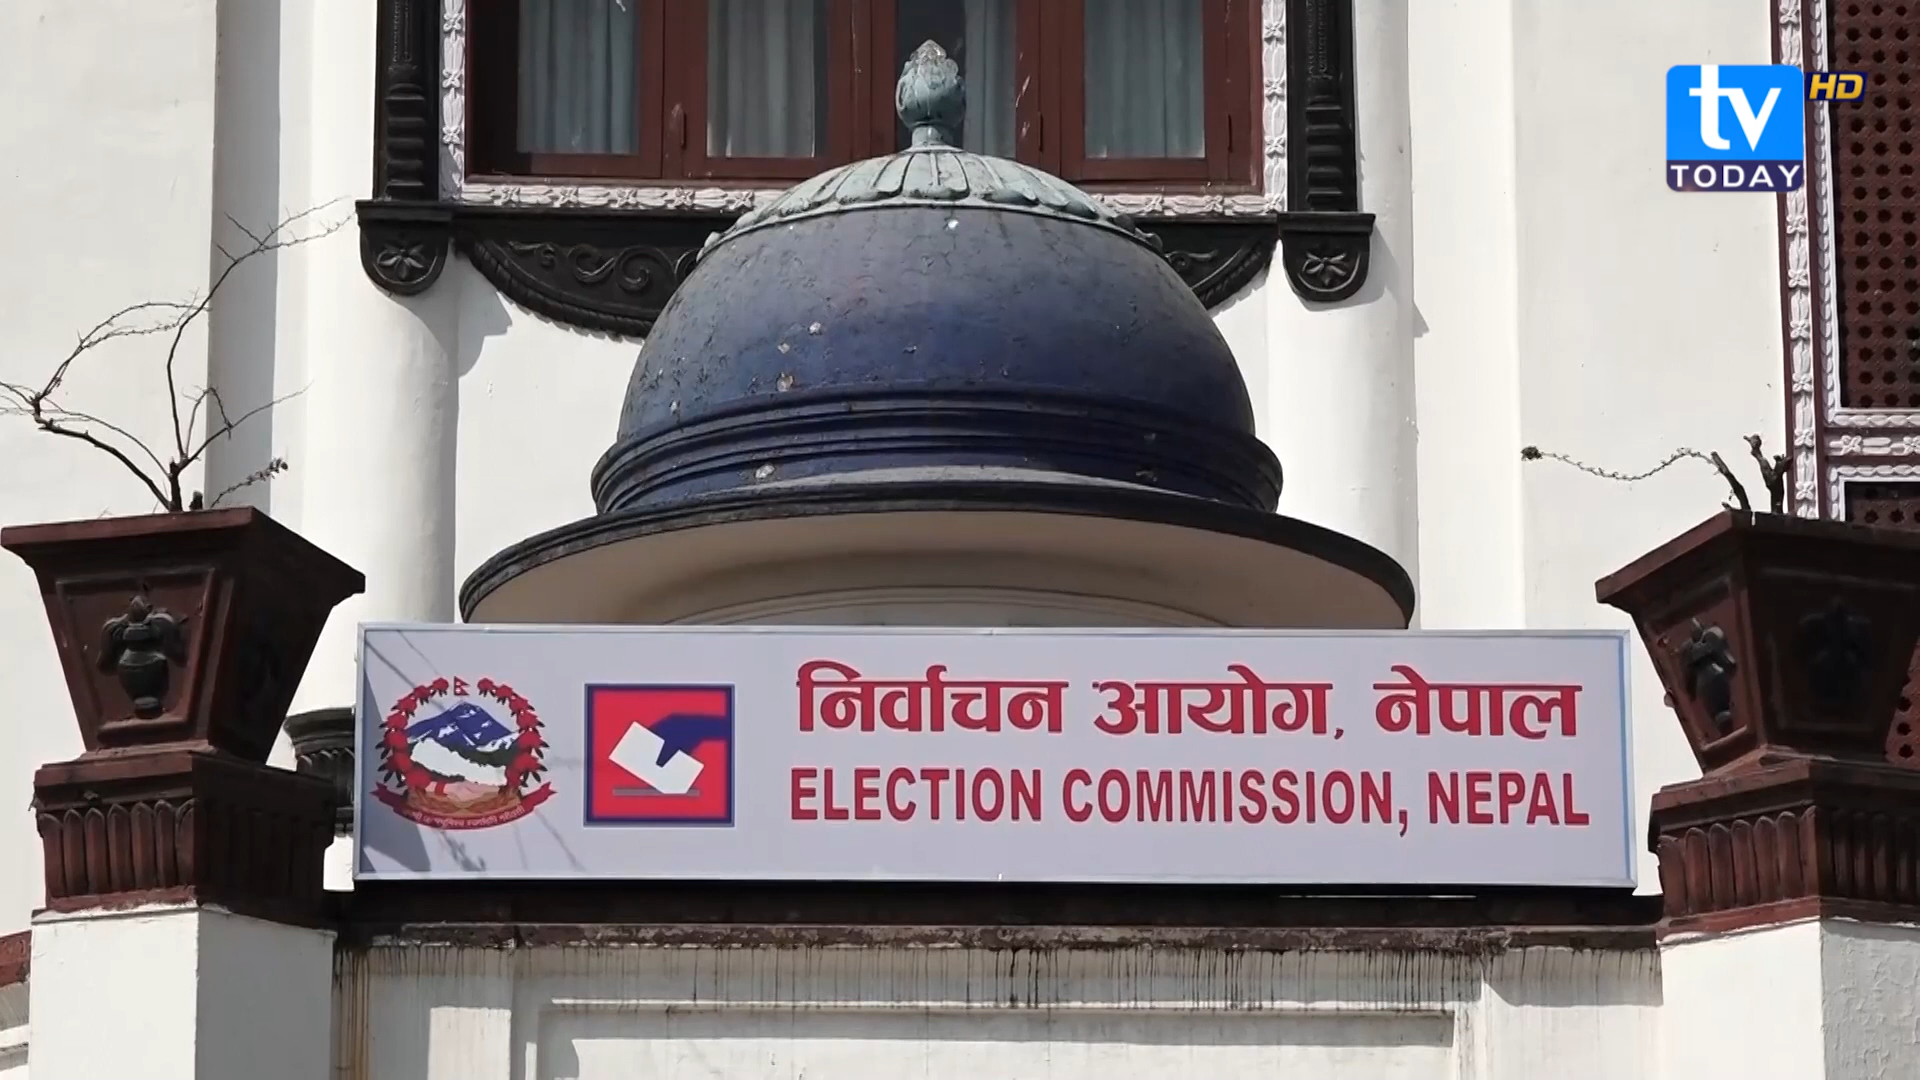 tv HD
TODAY
निर्वाचन आयोग, नेपाल
ELECTION COMMISSION, NEPAL